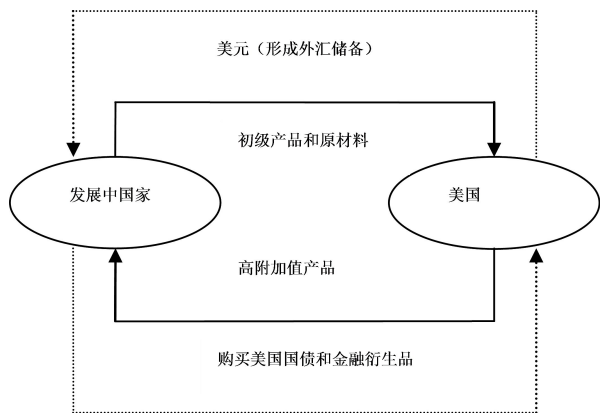 美元（形成外汇储备）
初级产品和原材料
发展中国家
美国
高附加值产品
购买美国国债和金融衍生品